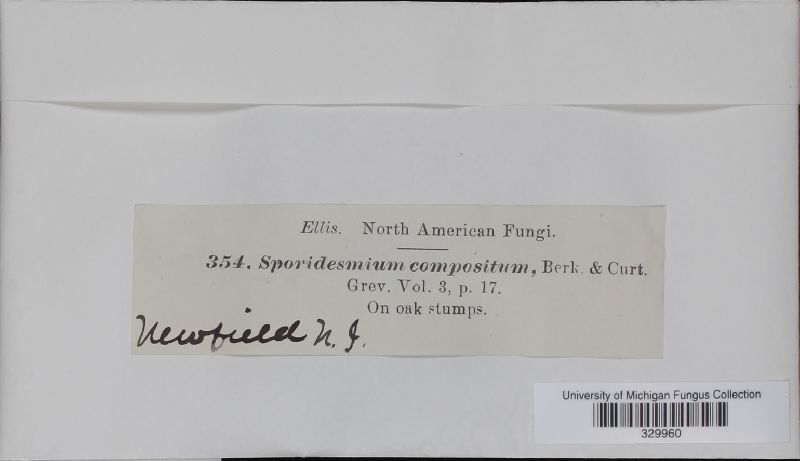 Ellis. North American Fungi.
354. Sporidesmium compositum, Berk. & Curt.
Grev. Vol. 3, p. 17.
On oak stumps.
Newfield N. J.
University of Michigan Fungus Collection
329960